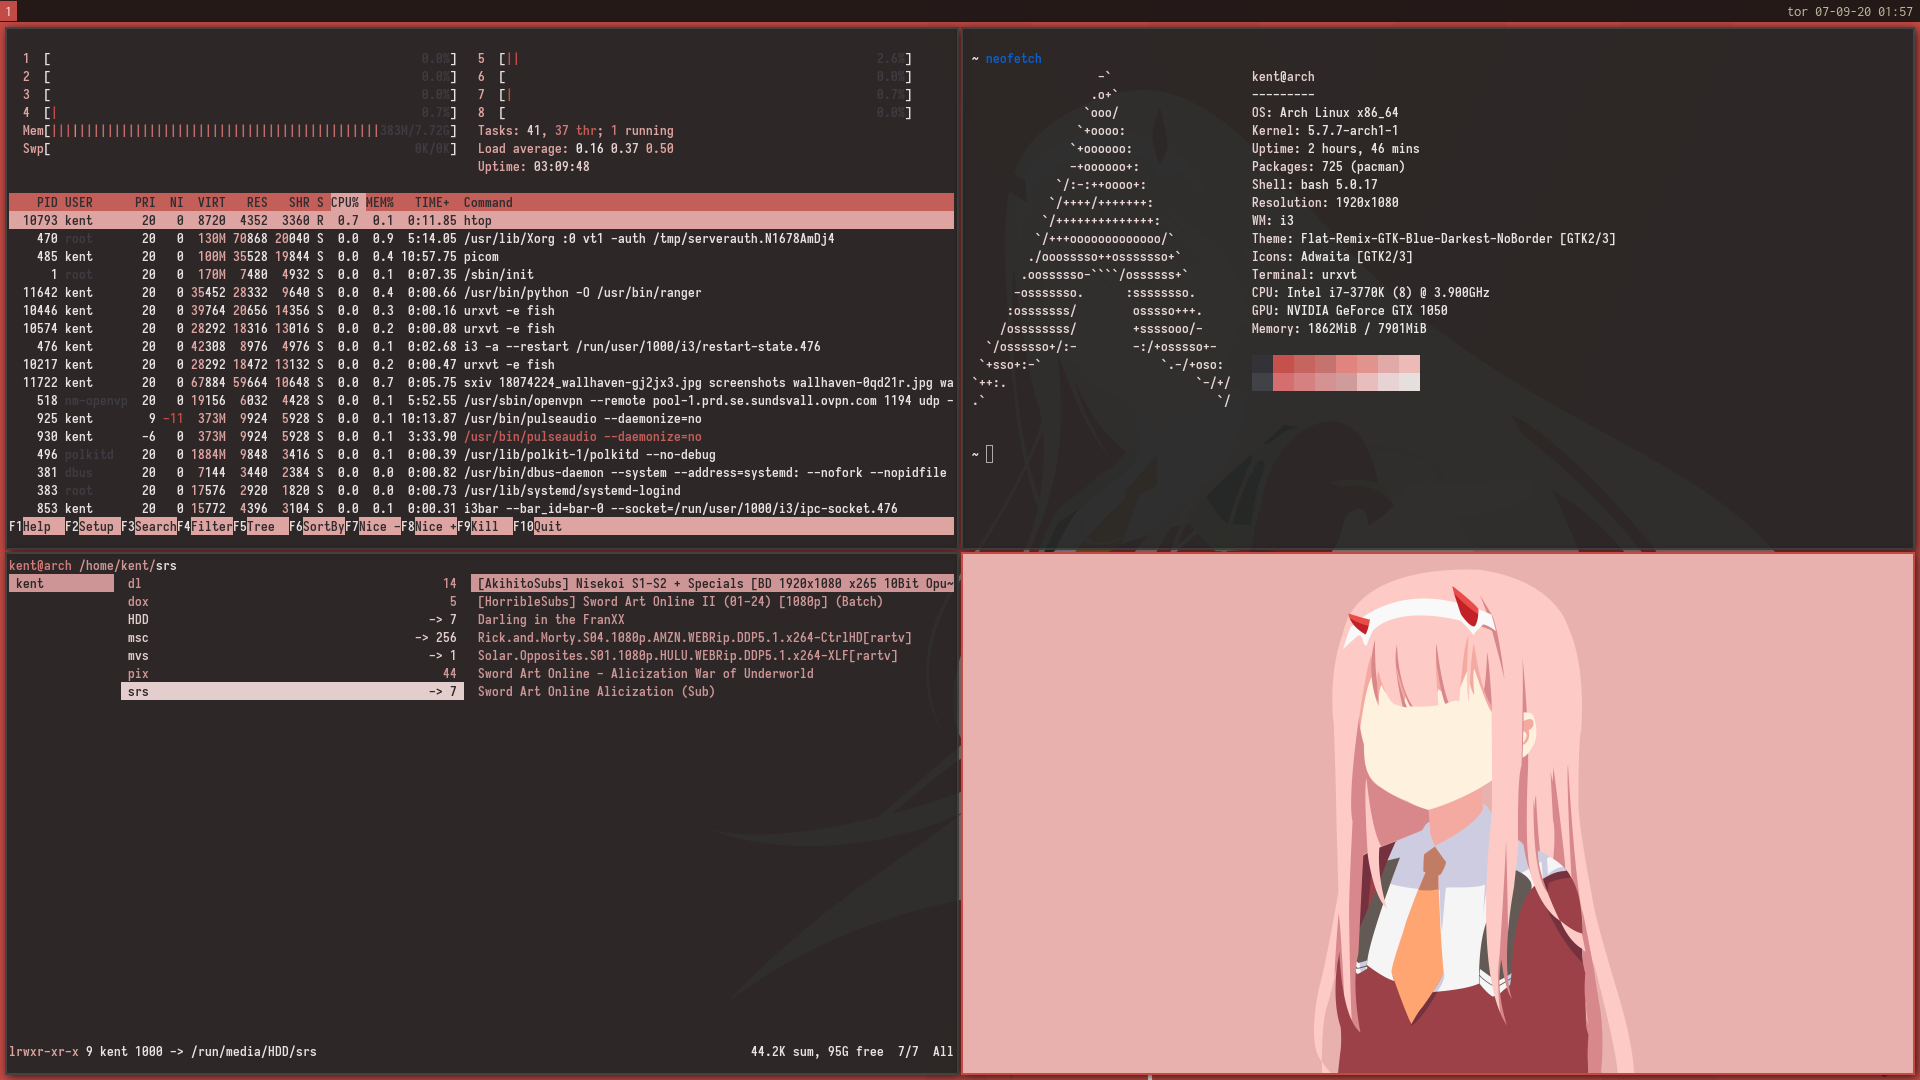 1
tor 07-09-20 01:57
1 [ 0.0%] 5 [|| 2.6%]
2 [ 0.0%] 6 [ 0.0%]
3 [ 0.0%] 7 [| 0.7%]
4 [| 0.7%] 8 [ 0.0%]
Mem[|||||||||||||||||||||||||||||||||||||||||||||||383M/7.72G] Tasks: 41, 37 thr; 1 running
Swp[ 0K/0K] Load average: 0.16 0.37 0.50
Uptime: 03:09:48
PID USER PRI NI VIRT RES SHR S CPU% MEM% TIME+ Command
10793 kent 20 0 8720 4352 3360 R 0.7 0.1 0:11.85 htop
470 root 20 0 130M 70868 20040 S 0.0 0.9 5:14.05 /usr/lib/Xorg :0 vt1 -auth /tmp/serverauth.N1678AmDj4
485 kent 20 0 100M 35528 19844 S 0.0 0.4 10:57.75 picom
1 root 20 0 170M 7480 4932 S 0.0 0.1 0:07.35 /sbin/init
11642 kent 20 0 35452 28332 9640 S 0.0 0.4 0:00.66 /usr/bin/python -O /usr/bin/ranger
10446 kent 20 0 39764 20656 14356 S 0.0 0.3 0:00.16 urxvt -e fish
10574 kent 20 0 28292 18316 13016 S 0.0 0.2 0:00.08 urxvt -e fish
476 kent 20 0 42308 8976 4976 S 0.0 0.1 0:02.68 i3 -a --restart /run/user/1000/i3/restart-state.476
10217 kent 20 0 28292 18472 13132 S 0.0 0.2 0:00.47 urxvt -e fish
11722 kent 20 0 67884 59664 10648 S 0.0 0.7 0:05.75 sxiv 18074224_wallhaven-gj2jx3.jpg screenshots wallhaven-0qd21r.jpg wa
518 nm-openvp 20 0 19156 6032 4428 S 0.0 0.1 5:52.55 /usr/sbin/openvpn --remote pool-1.prd.se.sundsvall.ovpn.com 1194 udp -
925 kent 9 -11 373M 9924 5928 S 0.0 0.1 10:13.87 /usr/bin/pulseaudio --daemonize=no
930 kent -6 0 373M 9924 5928 S 0.0 0.1 3:33.90 /usr/bin/pulseaudio --daemonize=no
496 polkitd 20 0 1884M 9848 3416 S 0.0 0.1 0:00.39 /usr/lib/polkit-1/polkitd --no-debug
381 dbus 20 0 7144 3440 2384 S 0.0 0.0 0:00.82 /usr/bin/dbus-daemon --system --address=systemd: --nofork --nopidfile
383 root 20 0 17576 2920 1820 S 0.0 0.0 0:00.73 /usr/lib/systemd/systemd-logind
853 kent 20 0 15772 4396 3104 S 0.0 0.1 0:00.31 i3bar --bar_id=bar-0 --socket=/run/user/1000/i3/ipc-socket.476
F1Help F2Setup F3SearchF4FilterF5Tree F6SortByF7Nice -F8Nice +F9Kill F10Quit
~ neofetch
-`
.o+`
`ooo/
`+oooo:
`+oooooo:
-+oooooo+:
`/:-:++oooo+:
`/++++/+++++++:
`/++++++++++++++:
`/+++ooooooooooooo/`
./ooosssso++osssssso+`
.oossssso-````/ossssss+`
-osssssso. :ssssssso.
:osssssss/ osssso+++.
/ossssssss/ +ssssooo/-
`/ossssso+/:- -:/+osssso+-
`+sso+:-` `.-/+oso:
`++:. `-/+/
.` `/
kent@arch
---------
OS: Arch Linux x86_64
Kernel: 5.7.7-arch1-1
Uptime: 2 hours, 46 mins
Packages: 725 (pacman)
Shell: bash 5.0.17
Resolution: 1920x1080
WM: i3
Theme: Flat-Remix-GTK-Blue-Darkest-NoBorder [GTK2/3]
Icons: Adwaita [GTK2/3]
Terminal: urxvt
CPU: Intel i7-3770K (8) @ 3.900GHz
GPU: NVIDIA GeForce GTX 1050
Memory: 1862MiB / 7901MiB
~
kent@arch /home/kent/srs
kent
dl 14
dox 5
HDD -> 7
msc -> 256
mvs -> 1
pix 44
srs -> 7
[AkihitoSubs] Nisekoi S1-S2 + Specials [BD 1920x1080 x265 10Bit Opu~
[HorribleSubs] Sword Art Online II (01-24) [1080p] (Batch)
Darling in the FranXX
Rick.and.Morty.S04.1080p.AMZN.WEBRip.DDP5.1.x264-CtrlHD[rartv]
Solar.Opposites.S01.1080p.HULU.WEBRip.DDP5.1.x264-XLF[rartv]
Sword Art Online - Alicization War of Underworld
Sword Art Online Alicization (Sub)
lrwxr-xr-x 9 kent 1000 -> /run/media/HDD/srs 44.2K sum, 95G free 7/7 All